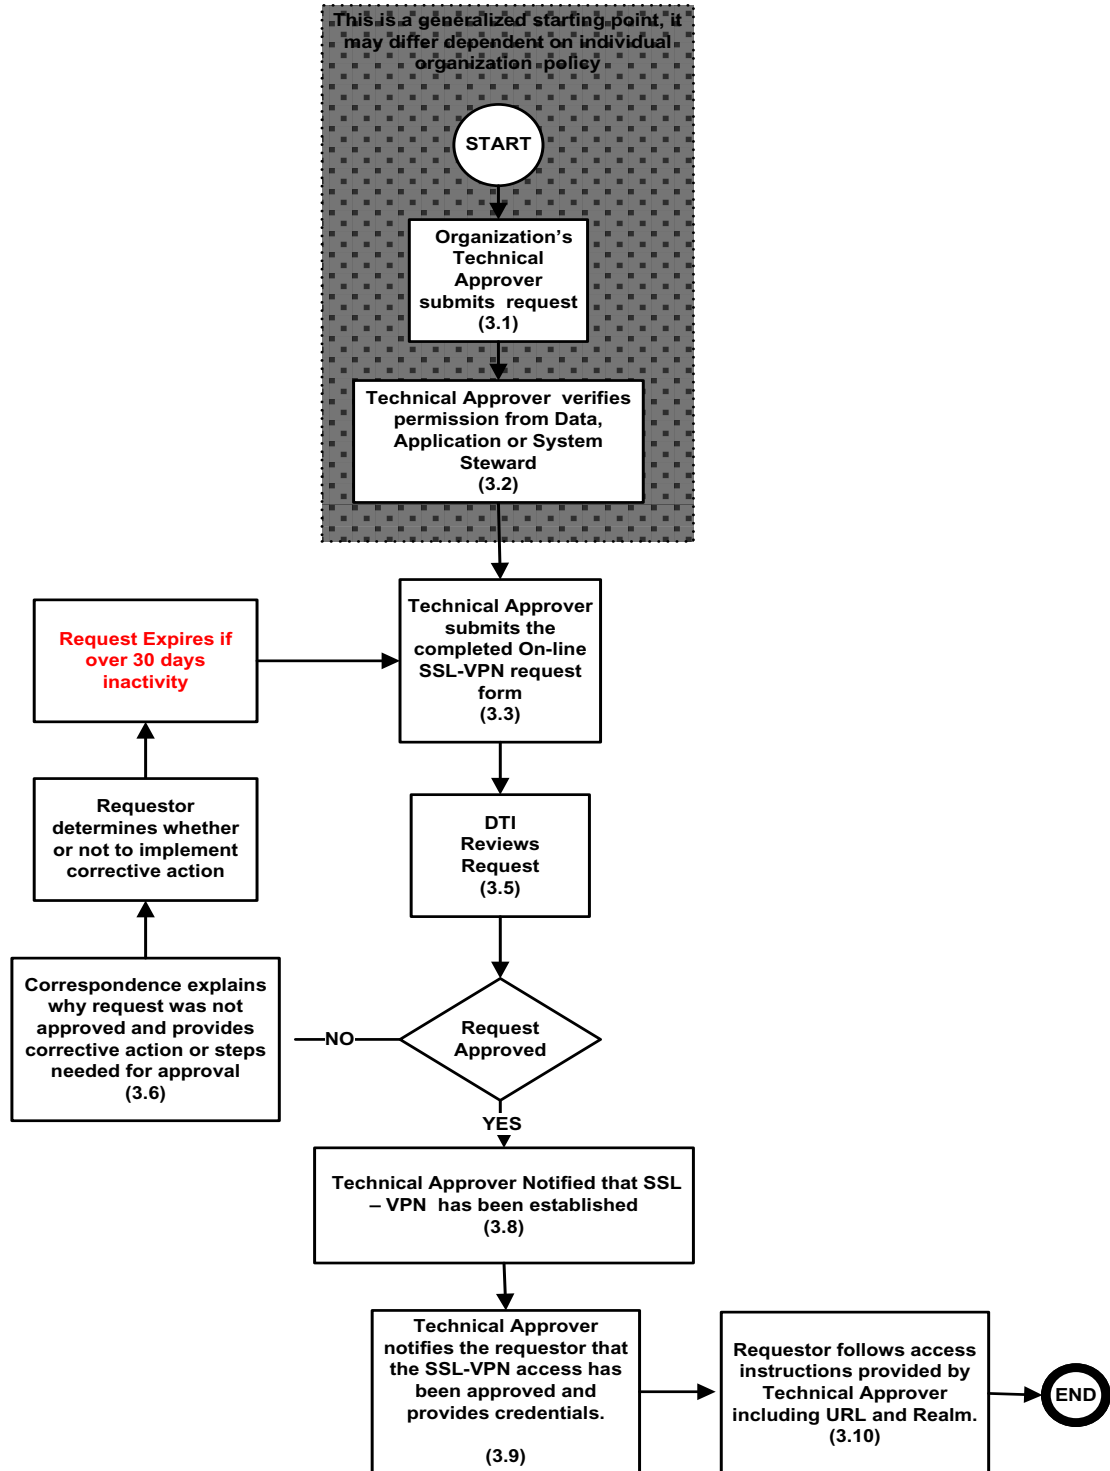 This is a generalized starting point, it
may differ dependent on individual
organization policy
START
Organization's
Technical
Approver
submits request
(3.1)
Technical Approver verifies
permission from Data,
Application or System
Steward
(3.2)
Technical Approver
submits the
completed On-line
SSL-VPN request
form
(3.3)
Request Expires if
over 30 days
inactivity
Requestor
determines whether
or not to implement
corrective action
DTI
Reviews
Request
(3.5)
Correspondence explains
why request was not
approved and provides
corrective action or steps
needed for approval
(3.6)
NO
Request
Approved
YES
Technical Approver Notified that SSL
– VPN has been established
(3.8)
Technical Approver
notifies the requestor that
the SSL-VPN access has
been approved and
provides credentials.
(3.9)
Requestor follows access
instructions provided by
Technical Approver
including URL and Realm.
(3.10)
END